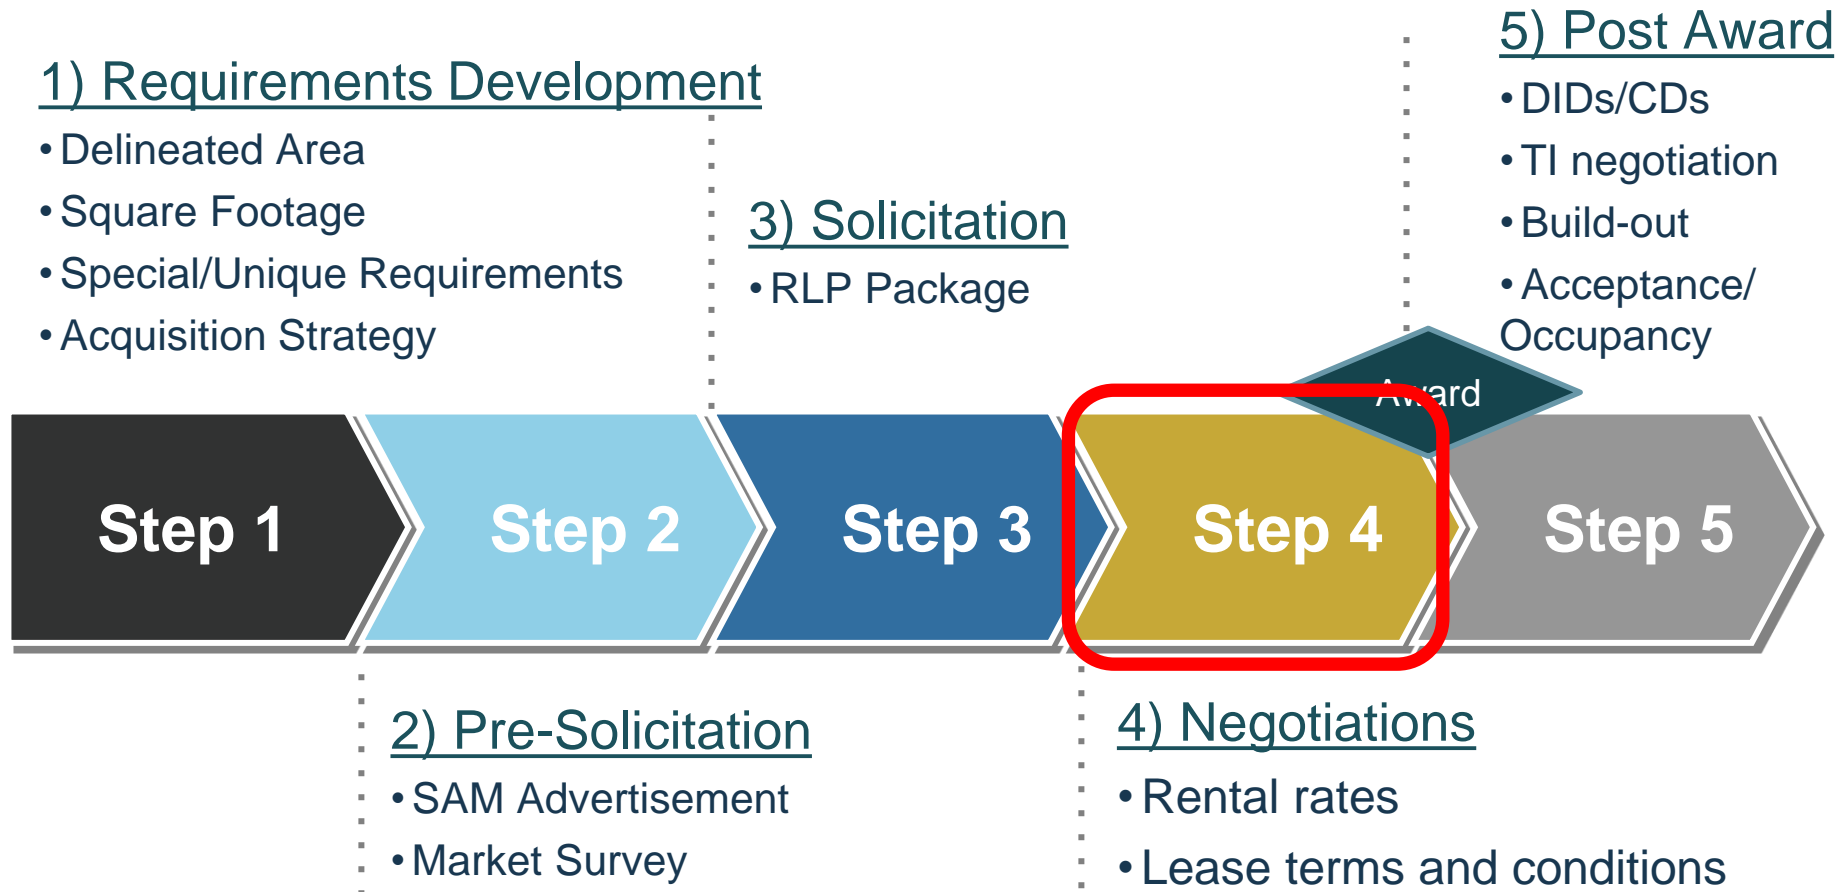 1) Requirements Development
• Delineated Area
• Square Footage
• Special/Unique Requirements
• Acquisition Strategy
3) Solicitation
• RLP Package
5) Post Award
• DIDs/CDs
• TI negotiation
• Build-out
• Acceptance/
Occupancy
Award
Step 1
Step 2
Step 3
Step 4
Step 5
2) Pre-Solicitation
• SAM Advertisement
• Market Survey
4) Negotiations
• Rental rates
• Lease terms and conditions